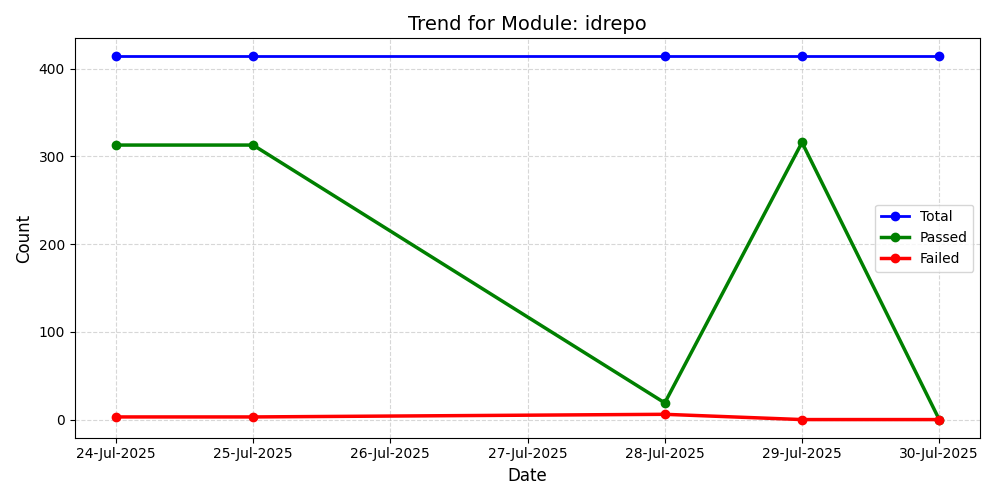 Trend for Module: idrepo
Count
400
300
200
100
0
Total
Passed
Failed
24-Jul-2025 25-Jul-2025 26-Jul-2025 27-Jul-2025 28-Jul-2025 29-Jul-2025 30-Jul-2025
Date